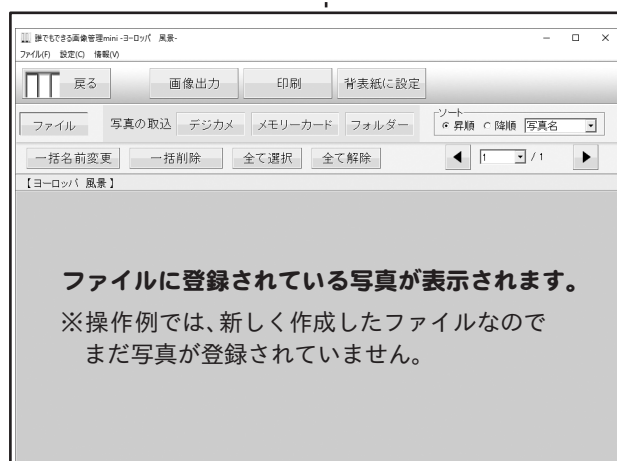 誰でもできる画像管理mini -ヨーロッパ 風景-
ファイル(F) 設定(C) 情報(V)
戻る 画像出力 印刷 背表紙に設定
ファイル 写真の取込 デジカメ メモリーカード フォルダー ソート 昇順 降順 写真名
一括名前変更 一括削除 全て選択 全て解除 1 / 1
【ヨーロッパ 風景】
ファイルに登録されている写真が表示されます。
※操作例では、新しく作成したファイルなので
まだ写真が登録されていません。